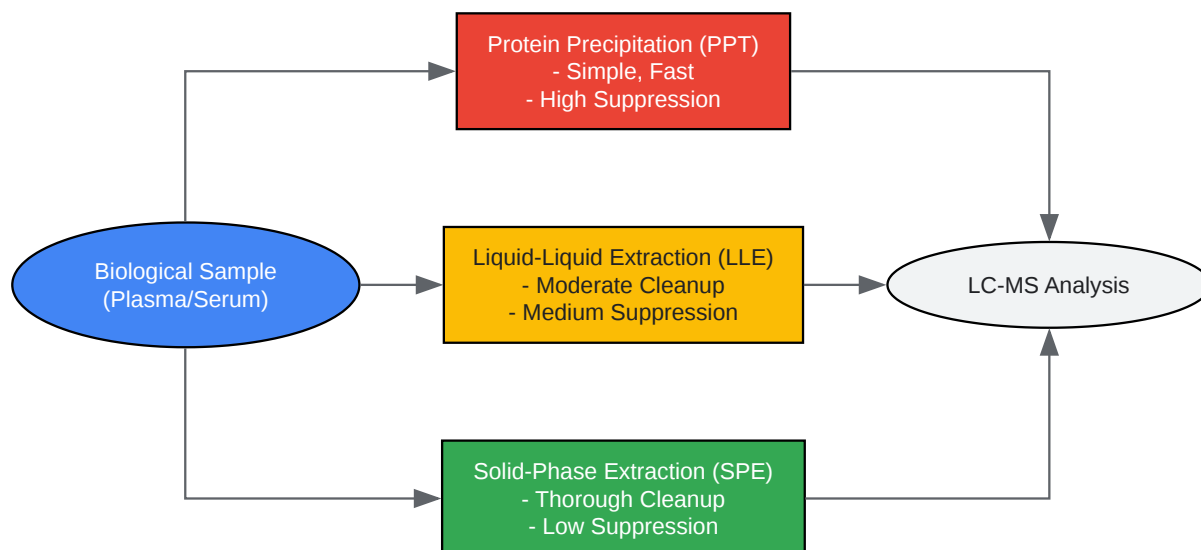 Protein Precipitation (PPT)
- Simple, Fast
- High Suppression
Biological Sample
(Plasma/Serum)
Liquid-Liquid Extraction (LLE)
- Moderate Cleanup
- Medium Suppression
LC-MS Analysis
Solid-Phase Extraction (SPE)
- Thorough Cleanup
- Low Suppression